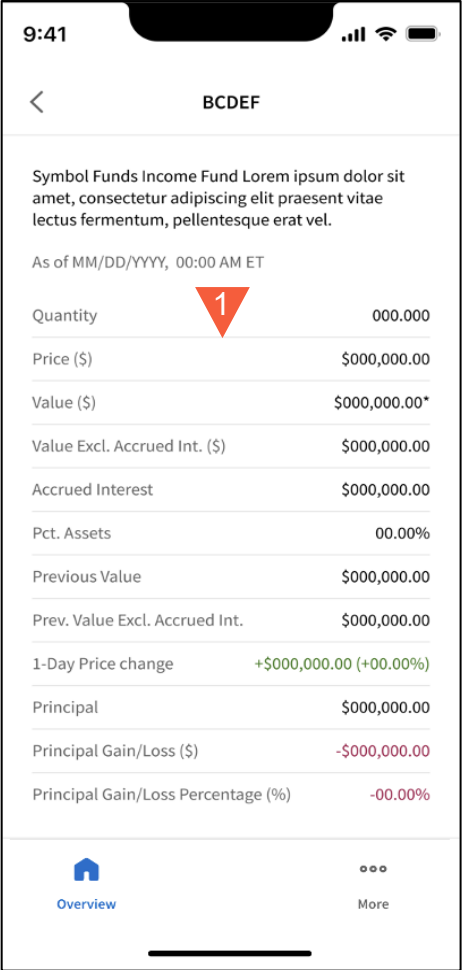 9:41
BCDEF
Symbol Funds Income Fund Lorem ipsum dolor sit
amet, consectetur adipiscing elit praesent vitae
lectus fermentum, pellentesque erat vel.
As of MM/DD/YYYY, 00:00 AM ET
1
Quantity 000.000
Price ($) $000,000.00
Value ($) $000,000.00*
Value Excl. Accrued Int. ($) $000,000.00
Accrued Interest $000,000.00
Pct. Assets 00.00%
Previous Value $000,000.00
Prev. Value Excl. Accrued Int. $000,000.00
1-Day Price change +$000,000.00 (+00.00%)
Principal $000,000.00
Principal Gain/Loss ($) -$000,000.00
Principal Gain/Loss Percentage (%) -00.00%
Overview More